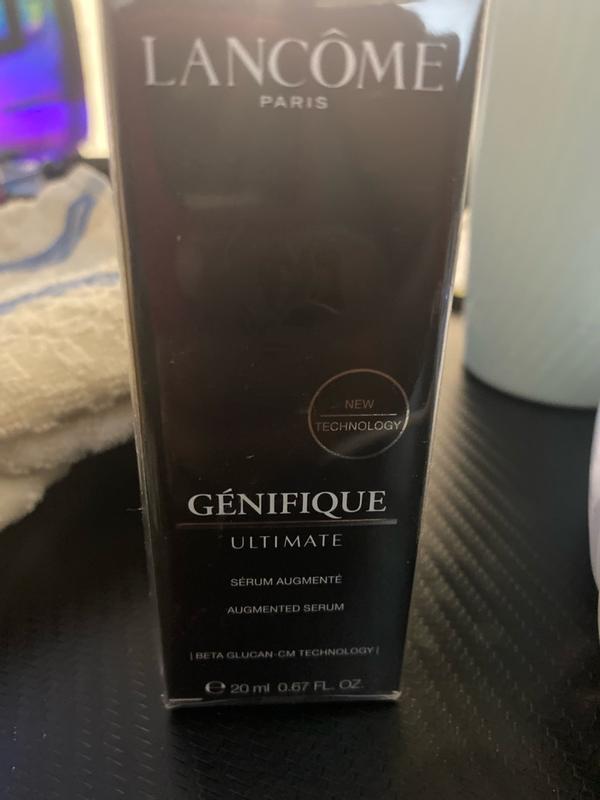 LANCÔME
PARIS
NEW
TECHNOLOGY
GÉNIFIQUE
ULTIMATE
SÉRUM AUGMENTÉ
AUGMENTED SERUM
| BETA GLUCAN-CM TECHNOLOGY |
℮ 20 ml 0.67 FL. OZ.